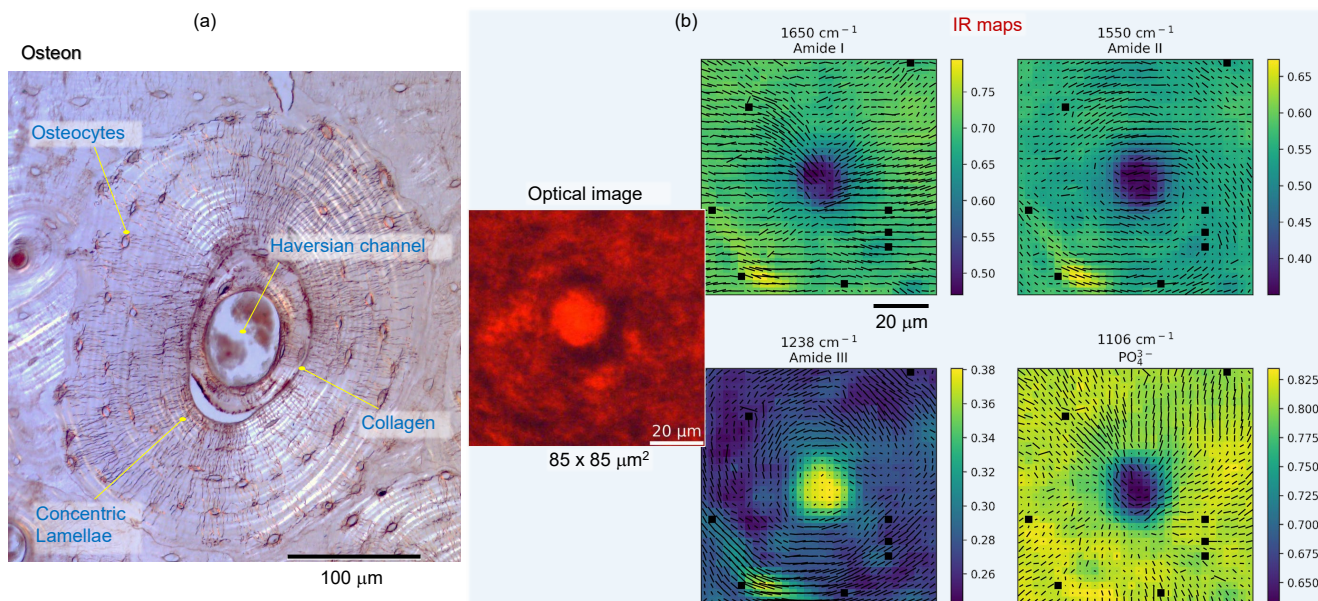 (a)
Osteon
Osteocytes
Haversian channel
Collagen
Concentric
Lamellae
100 μm
(b)
IR maps
Optical image
20 μm
85 x 85 μm²
1650 cm⁻¹
Amide I
0.75
0.70
0.65
0.60
0.55
0.50
20 μm
1550 cm⁻¹
Amide II
0.65
0.60
0.55
0.50
0.45
0.40
1238 cm⁻¹
Amide III
0.38
0.36
0.34
0.32
0.30
0.28
0.26
1106 cm⁻¹
PO₄³⁻
0.825
0.800
0.775
0.750
0.725
0.700
0.675
0.650